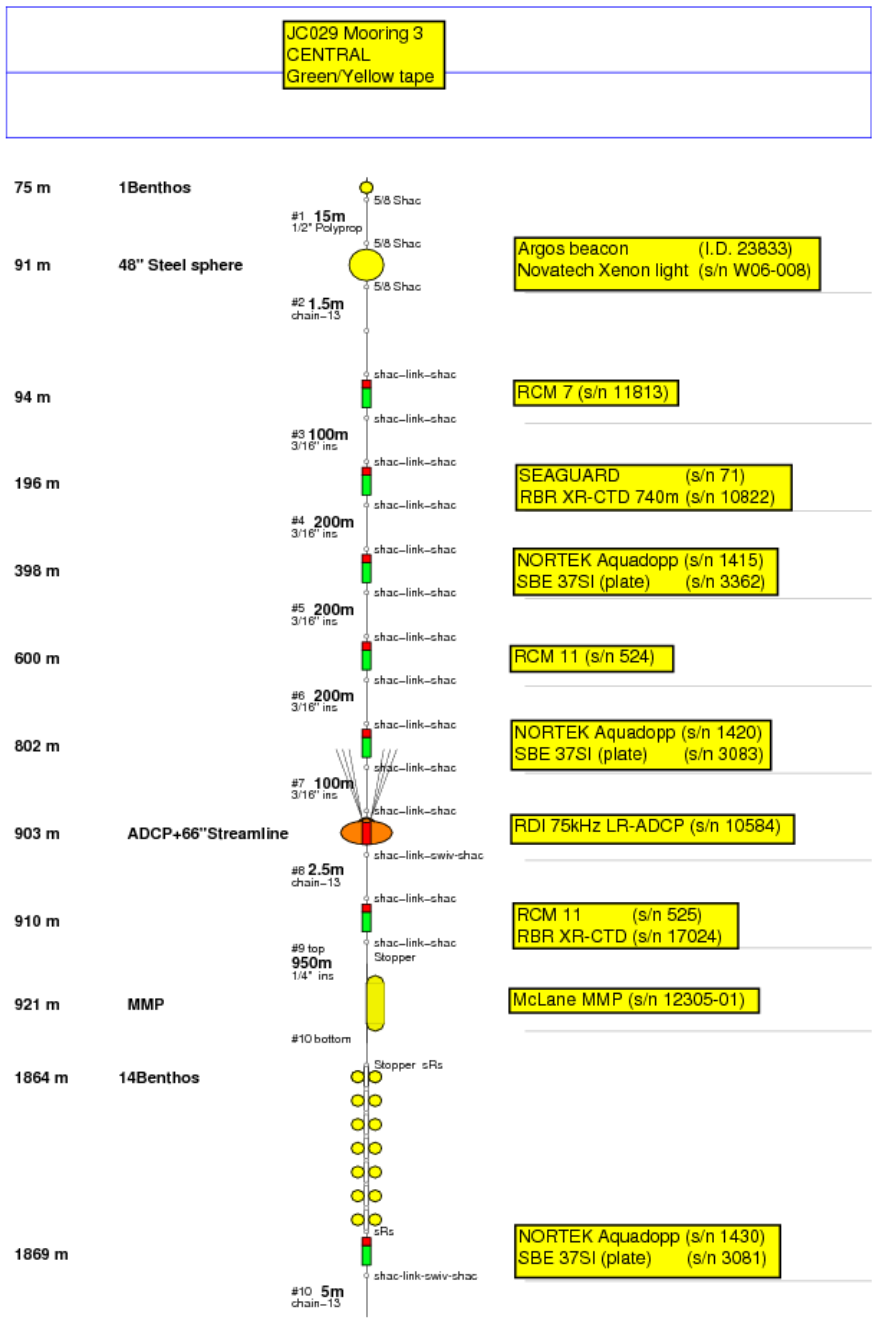 JC029 Mooring 3
CENTRAL
Green/Yellow tape
75 m 1Benthos
5/8 Shac
#1 15m
1/2" Polyprop
5/8 Shac
91 m 48" Steel sphere
Argos beacon (I.D. 23833)
Novatech Xenon light (s/n W06-008)
5/8 Shac
#2 1.5m
chain-13
shac-link-shac
94 m
RCM 7 (s/n 11813)
shac-link-shac
#3 100m
3/16" ins
shac-link-shac
196 m
SEAGUARD (s/n 71)
RBR XR-CTD 740m (s/n 10822)
shac-link-shac
#4 200m
3/16" ins
shac-link-shac
398 m
NORTEK Aquadopp (s/n 1415)
SBE 37SI (plate) (s/n 3362)
shac-link-shac
#5 200m
3/16" ins
shac-link-shac
600 m
RCM 11 (s/n 524)
shac-link-shac
#6 200m
3/16" ins
shac-link-shac
802 m
NORTEK Aquadopp (s/n 1420)
SBE 37SI (plate) (s/n 3083)
shac-link-shac
#7 100m
3/16" ins
shac-link-shac
903 m ADCP+66"Streamline
RDI 75kHz LR-ADCP (s/n 10584)
shac-link-swiv-shac
#8 2.5m
chain-13
shac-link-shac
910 m
RCM 11 (s/n 525)
RBR XR-CTD (s/n 17024)
shac-link-shac
#9 top
Stopper
950m
1/4" ins
921 m MMP
McLane MMP (s/n 12305-01)
#10 bottom
Stopper sRs
1864 m 14Benthos
sRs
1869 m
NORTEK Aquadopp (s/n 1430)
SBE 37SI (plate) (s/n 3081)
shac-link-swiv-shac
#10 5m
chain-13